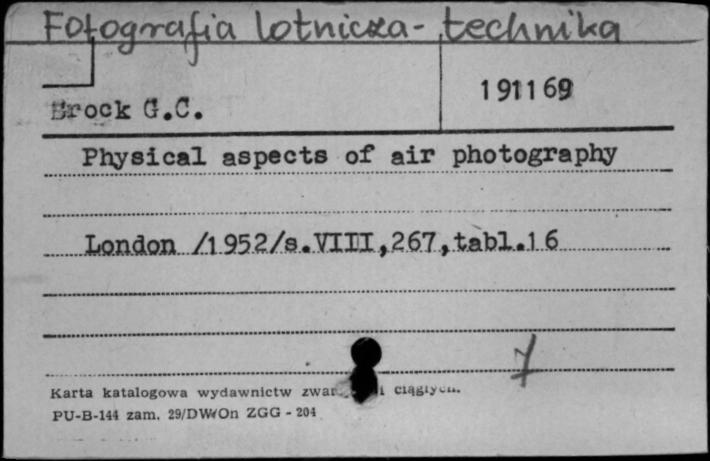 Fotografia lotnicza - technika
191169
Brock G.C.
Physical aspects of air photography
London /1952/s.VIII,267,tabl.16
7
Karta katalogowa wydawnictw i ciągłych.
PU-B-144 zam. 29/DWOn ZGG - 204